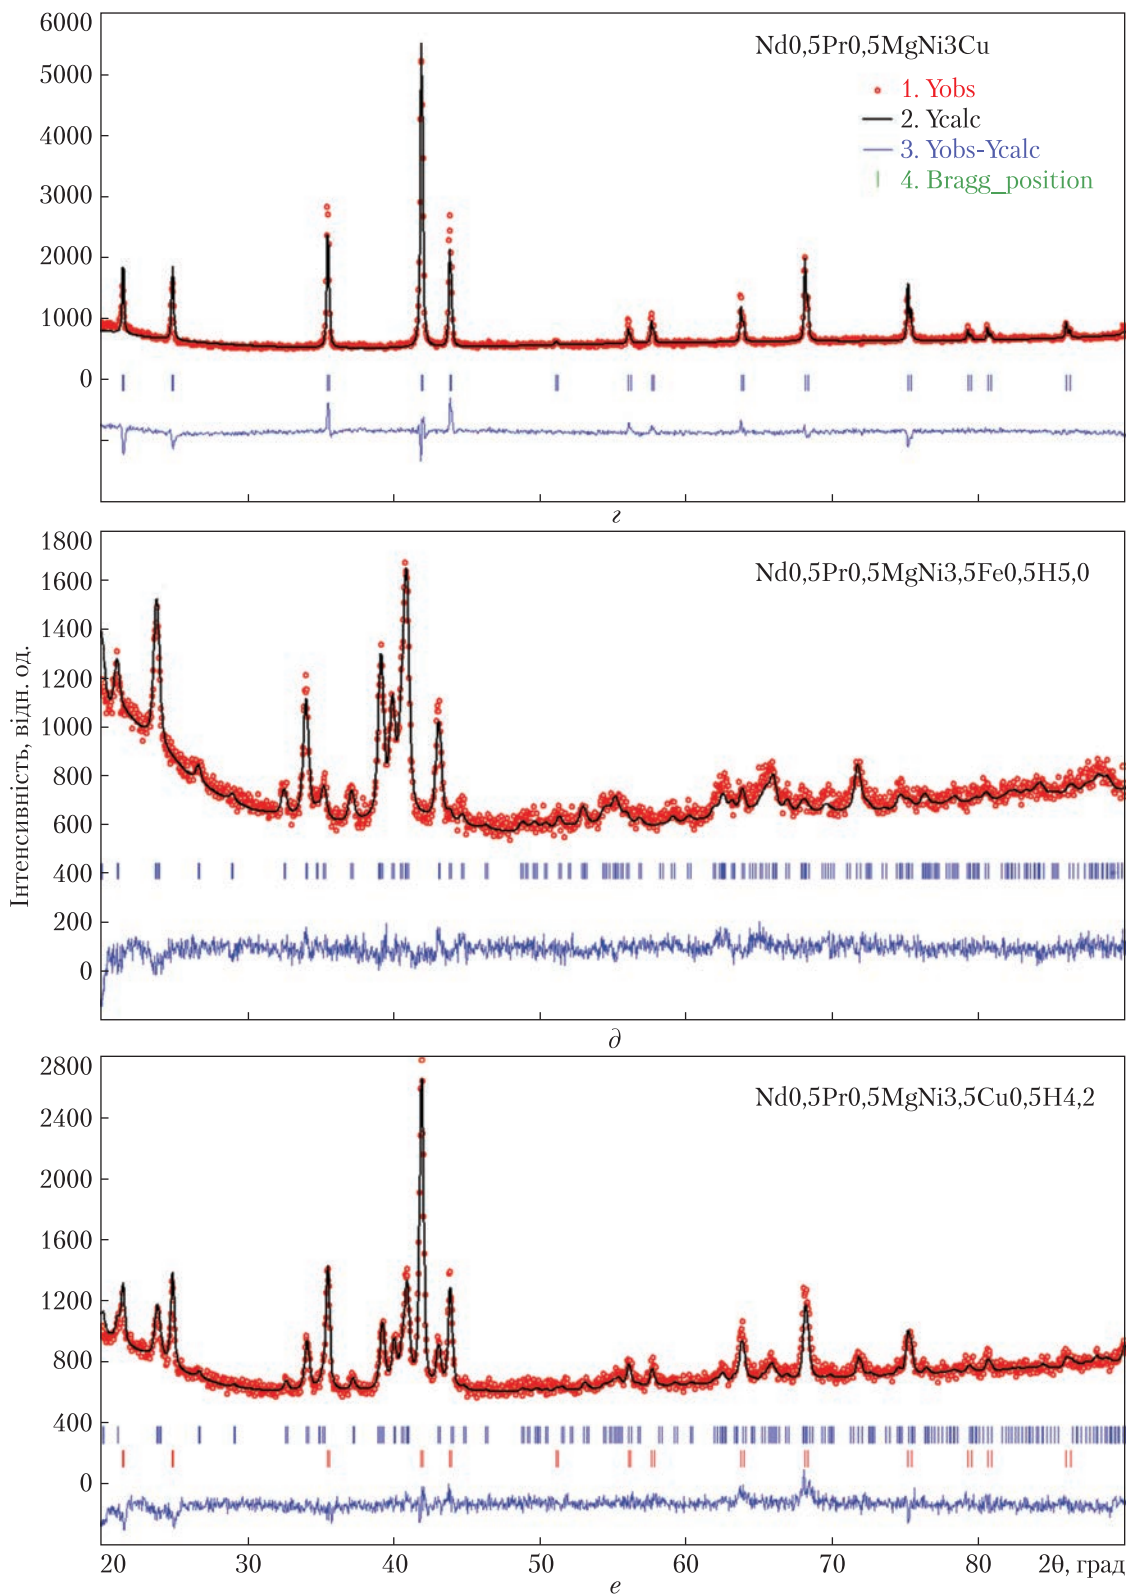 6000
5000
4000
3000
2000
1000
0
Nd0,5Pr0,5MgNi3Cu
1. Yobs
2. Ycalc
3. Yobs-Ycalc
4. Bragg_position
г
Інтенсивність, відн. од.
1800
1600
1400
1200
1000
800
600
400
200
0
Nd0,5Pr0,5MgNi3,5Fe0,5H5,0
д
2800
2400
2000
1600
1200
800
400
0
Nd0,5Pr0,5MgNi3,5Cu0,5H4,2
20 30 40 50 60 70 80 2θ, град
е